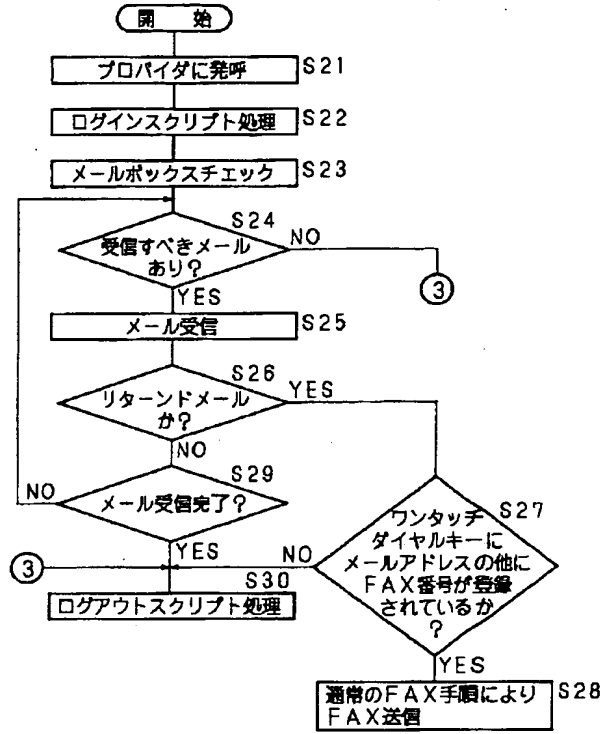 開 始
プロバイダに発呼 S21
ログインスクリプト処理 S22
メールボックスチェック S23
S24
受信すべきメール
あり？
NO
③
YES
メール受信 S25
S26
リターンドメール
か？
YES
NO
S29
メール受信完了？
NO
YES
③
S30
ログアウトスクリプト処理
S27
ワンタッチ
ダイヤルキーに
メールアドレスの他に
FAX番号が登録
されているか
？
NO
YES
通常のFAX手順により
FAX送信
S28